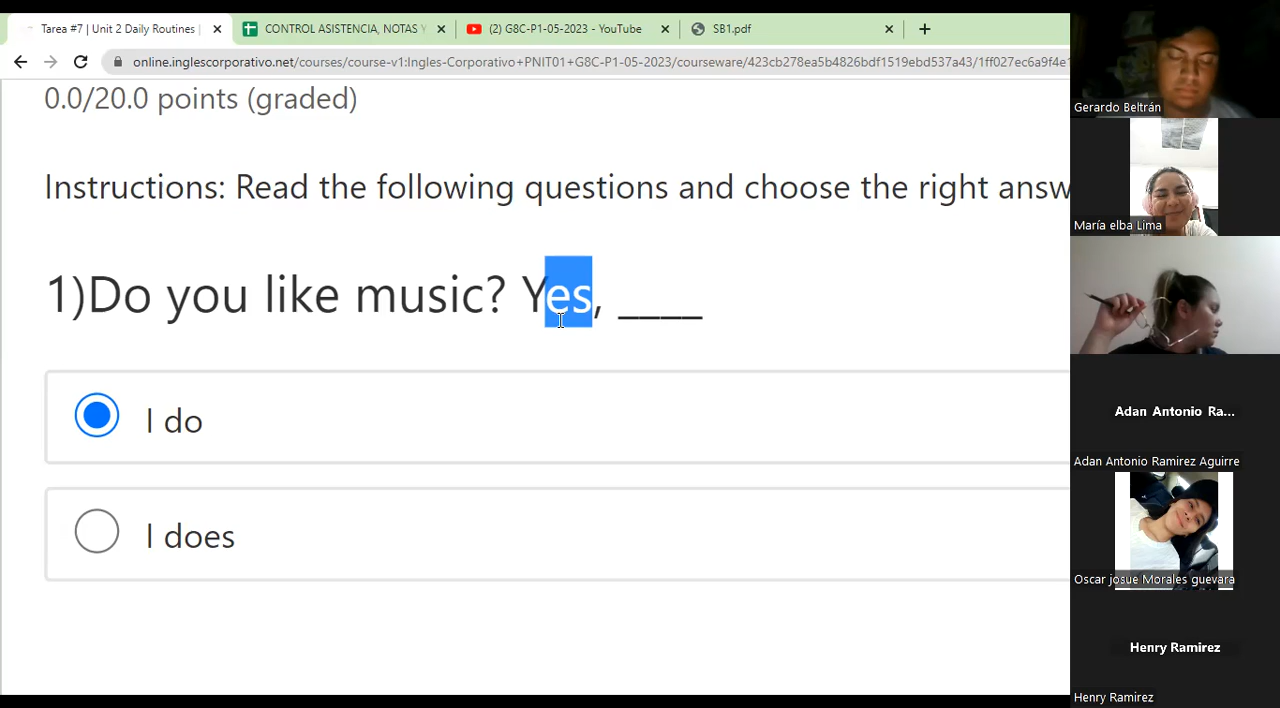 Tarea #7 | Unit 2 Daily Routines |
CONTROL ASISTENCIA, NOTAS Y
(2) G8C-P1-05-2023 - YouTube
SB1.pdf
online.inglescorporativo.net/courses/course-v1:Ingles-Corporativo+PNIT01+G8C-P1-05-2023/courseware/423cb278ea5b4826bdf1519ebd537a43/1ff027ec6a9f4e1
0.0/20.0 points (graded)
Instructions: Read the following questions and choose the right answ
1)Do you like music? Yes, ____
I do
I does
Gerardo Beltrán
María elba Lima
Adan Antonio Ra...
Adan Antonio Ramirez Aguirre
Oscar josue Morales guevara
Henry Ramirez
Henry Ramirez